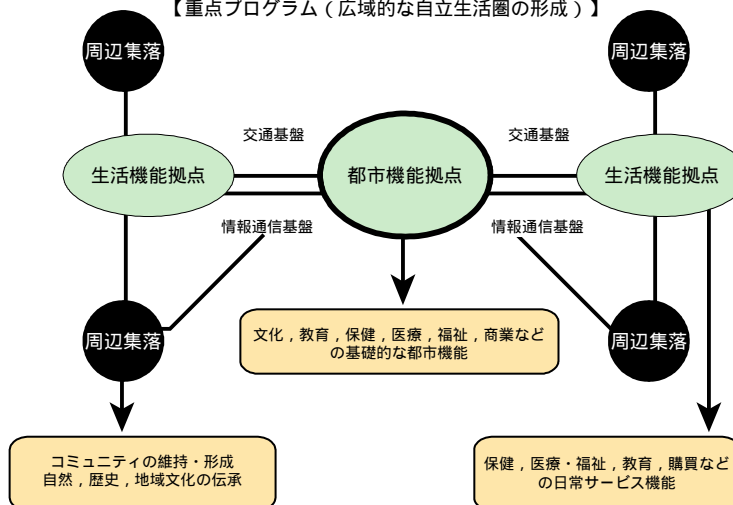 【重点プログラム（広域的な自立生活圏の形成）】
周辺集落
周辺集落
交通基盤
交通基盤
生活機能拠点
都市機能拠点
生活機能拠点
情報通信基盤
情報通信基盤
周辺集落
文化，教育，保健，医療，福祉，商業など
の基礎的な都市機能
周辺集落
コミュニティの維持・形成
自然，歴史，地域文化の伝承
保健，医療・福祉，教育，購買など
の日常サービス機能